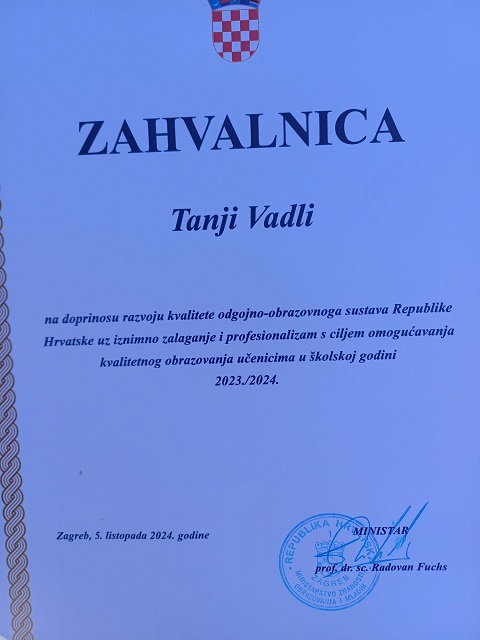 ZAHVALNICA
Tanji Vadli
na doprinosu razvoju kvalitete odgojno-obrazovnoga sustava Republike
Hrvatske uz iznimno zalaganje i profesionalizam s ciljem omogućavanja
kvalitetnog obrazovanja učenicima u školskoj godini
2023./2024.
Zagreb, 5. listopada 2024. godine
MINISTAR
prof. dr. sc. Radovan Fuchs
REPUBLIKA HRVATSKA
1
MINISTARSTVO ZNANOSTI,
OBRAZOVANJA I MLADIH
ZAGREB